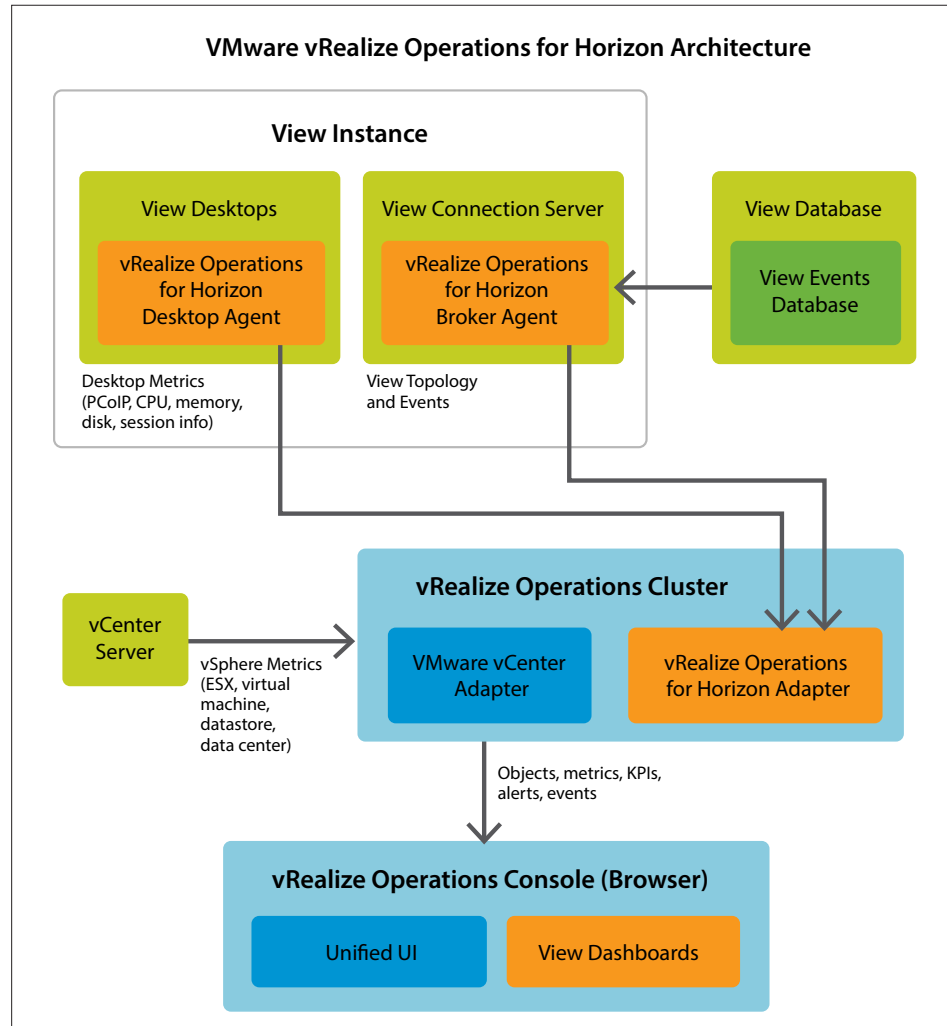 VMware vRealize Operations for Horizon Architecture
View Instance
View Desktops
vRealize Operations
for Horizon
Desktop Agent
Desktop Metrics
(PCoIP, CPU, memory,
disk, session info)
View Connection Server
vRealize Operations
for Horizon
Broker Agent
View Topology
and Events
View Database
View Events
Database
vCenter
Server
vSphere Metrics
(ESX, virtual
machine,
datastore,
data center)
vRealize Operations Cluster
VMware vCenter
Adapter
vRealize Operations
for Horizon Adapter
Objects, metrics, KPIs,
alerts, events
vRealize Operations Console (Browser)
Unified UI
View Dashboards